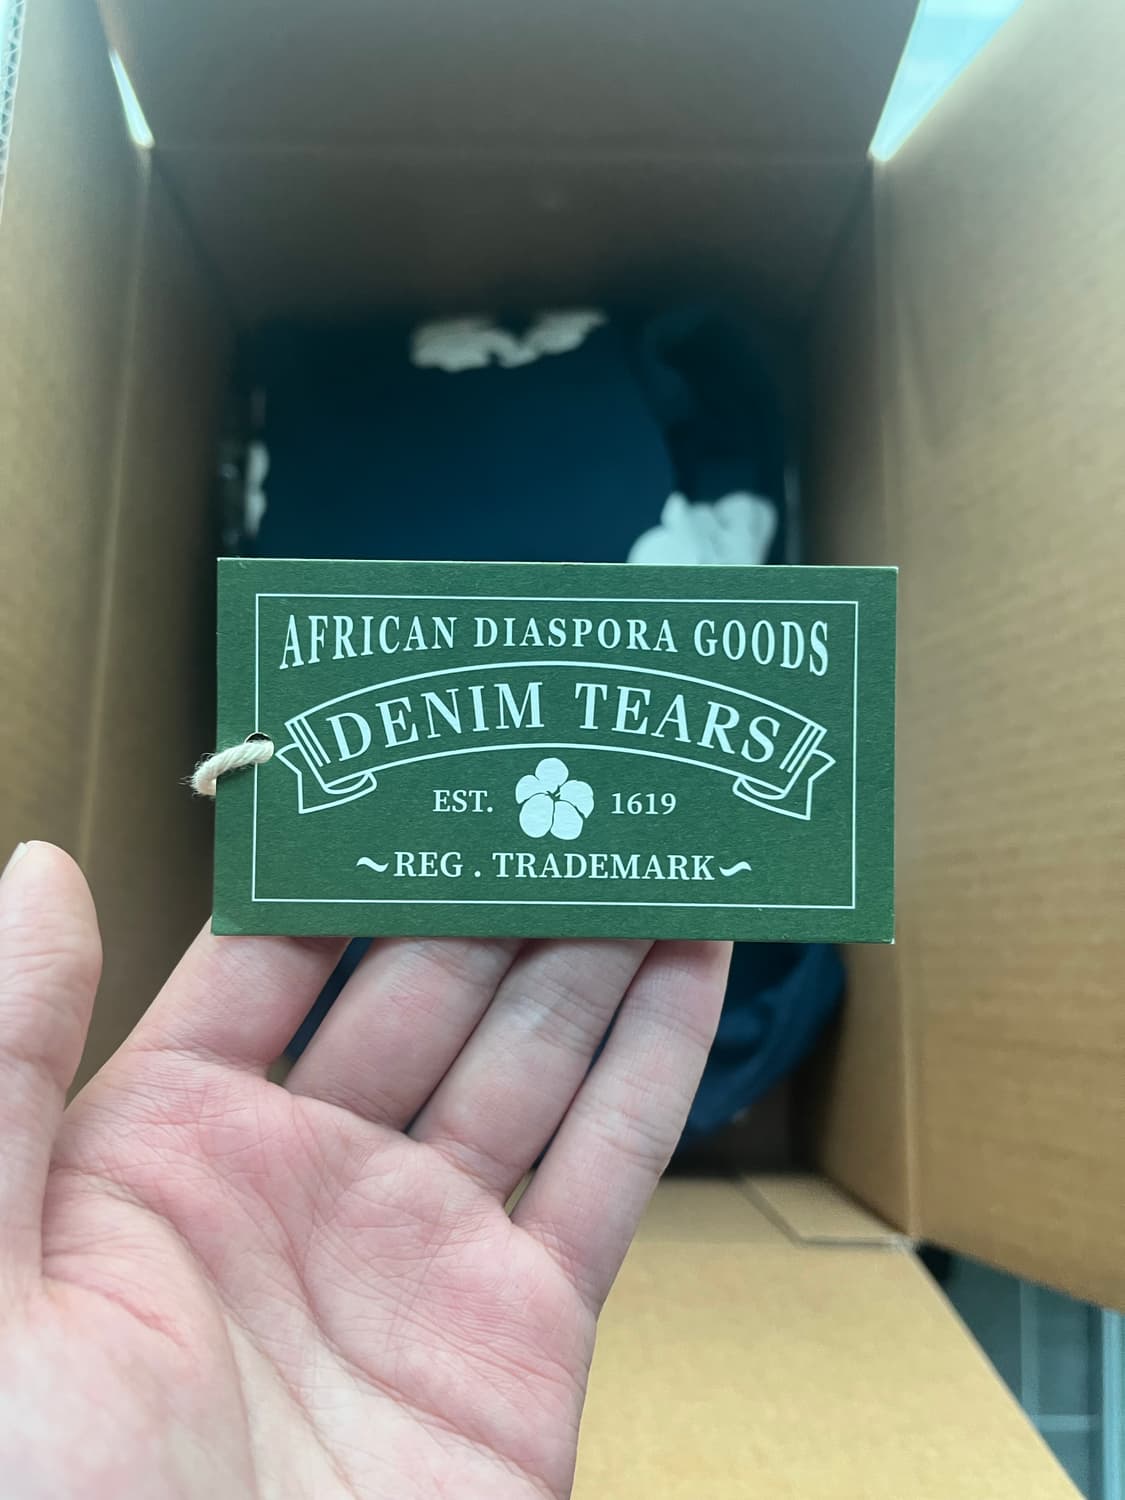 AFRICAN DIASPORA GOODS
DENIM TEARS
EST. 1619
~REG . TRADEMARK~